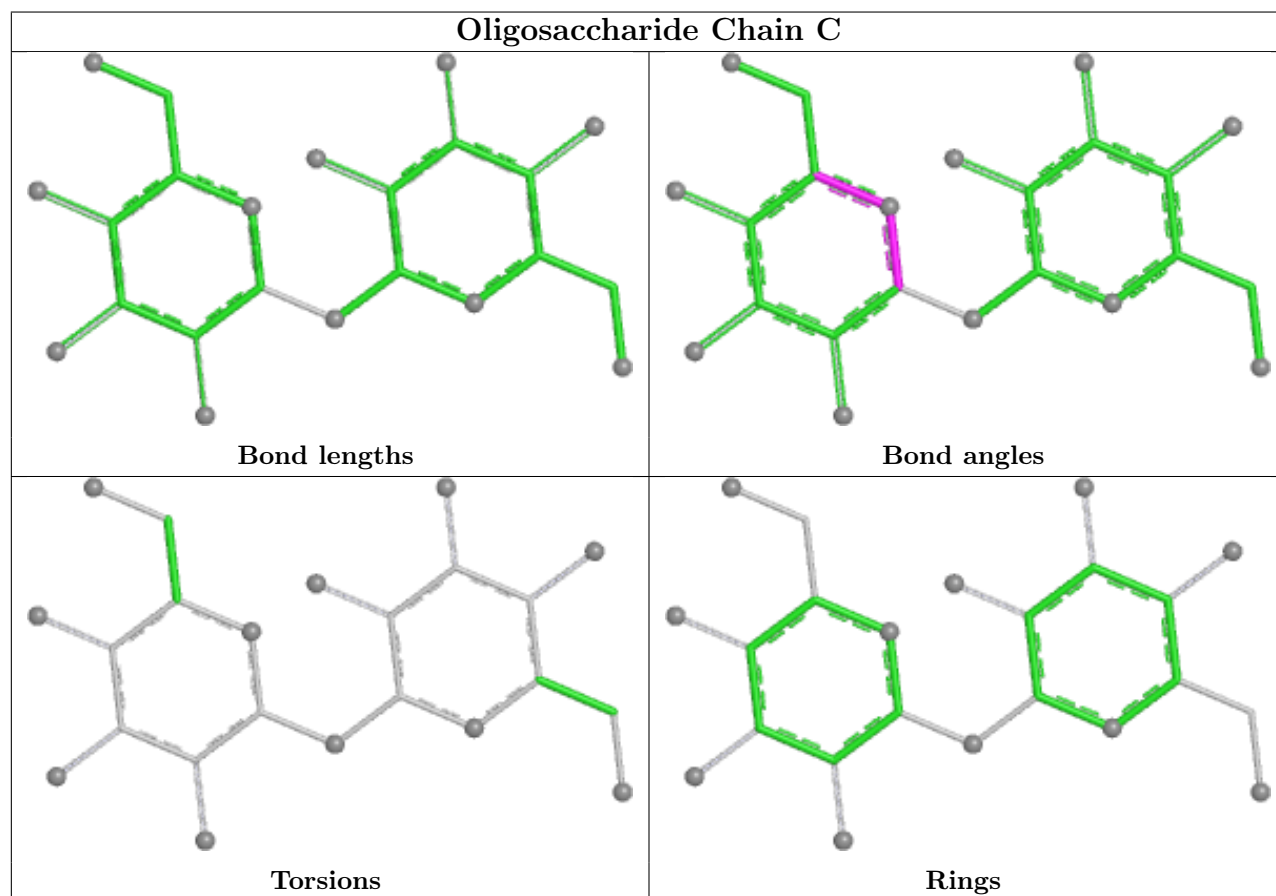 Oligosaccharide Chain C
Bond lengths
Bond angles
Torsions
Rings